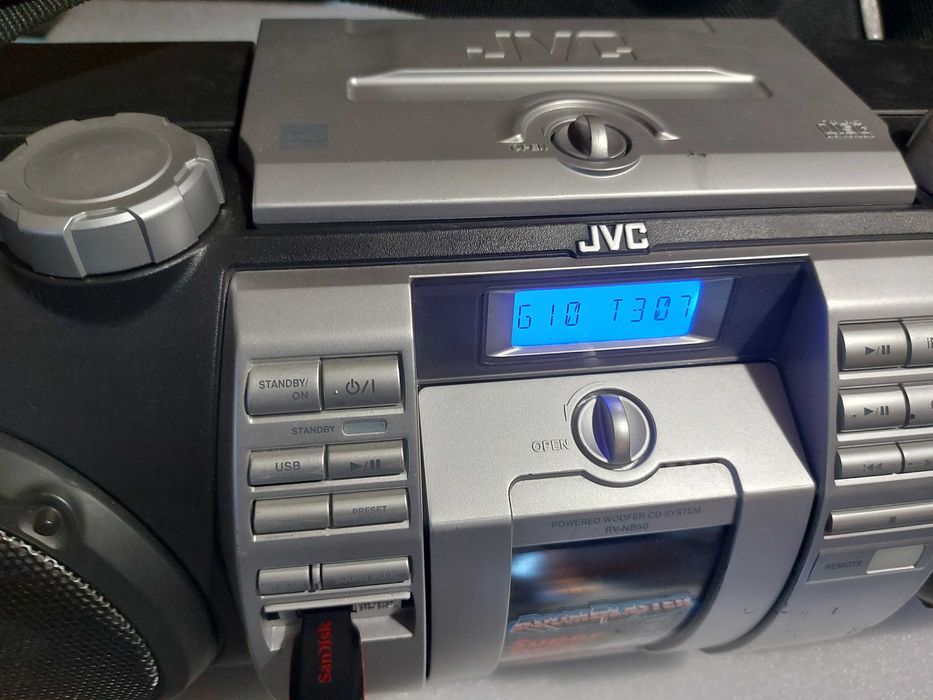 JVC
OPEN
JVC
G10 T307
STANDBY/
ON
STANDBY
USB
PRESET
SanDisk
OPEN
POWERED WOOFER CD SYSTEM
RV-NB50
REMOTE